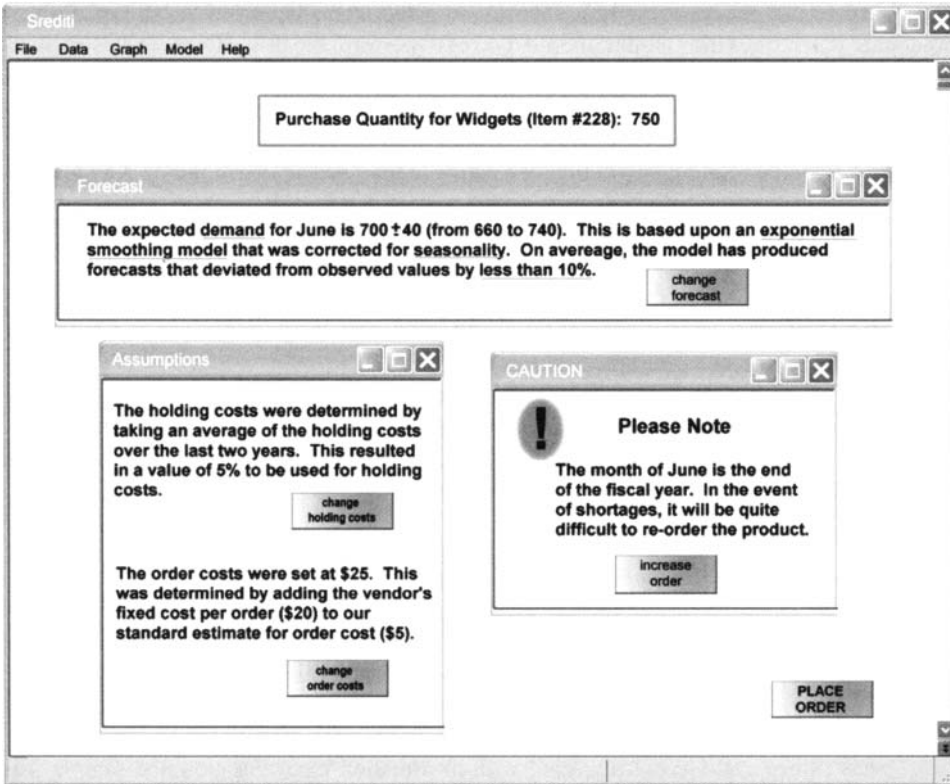 Srediti
File Data Graph Model Help
Purchase Quantity for Widgets (Item #228): 750
Forecast
The expected demand for June is 700±40 (from 660 to 740). This is based upon an exponential
smoothing model that was corrected for seasonality. On avereage, the model has produced
forecasts that deviated from observed values by less than 10%.
change
forecast
Assumptions
The holding costs were determined by
taking an average of the holding costs
over the last two years. This resulted
in a value of 5% to be used for holding
costs.
change
holding costs
The order costs were set at $25. This
was determined by adding the vendor's
fixed cost per order ($20) to our
standard estimate for order cost ($5).
change
order costs
CAUTION
!
Please Note
The month of June is the end
of the fiscal year. In the event
of shortages, it will be quite
difficult to re-order the product.
increase
order
PLACE
ORDER